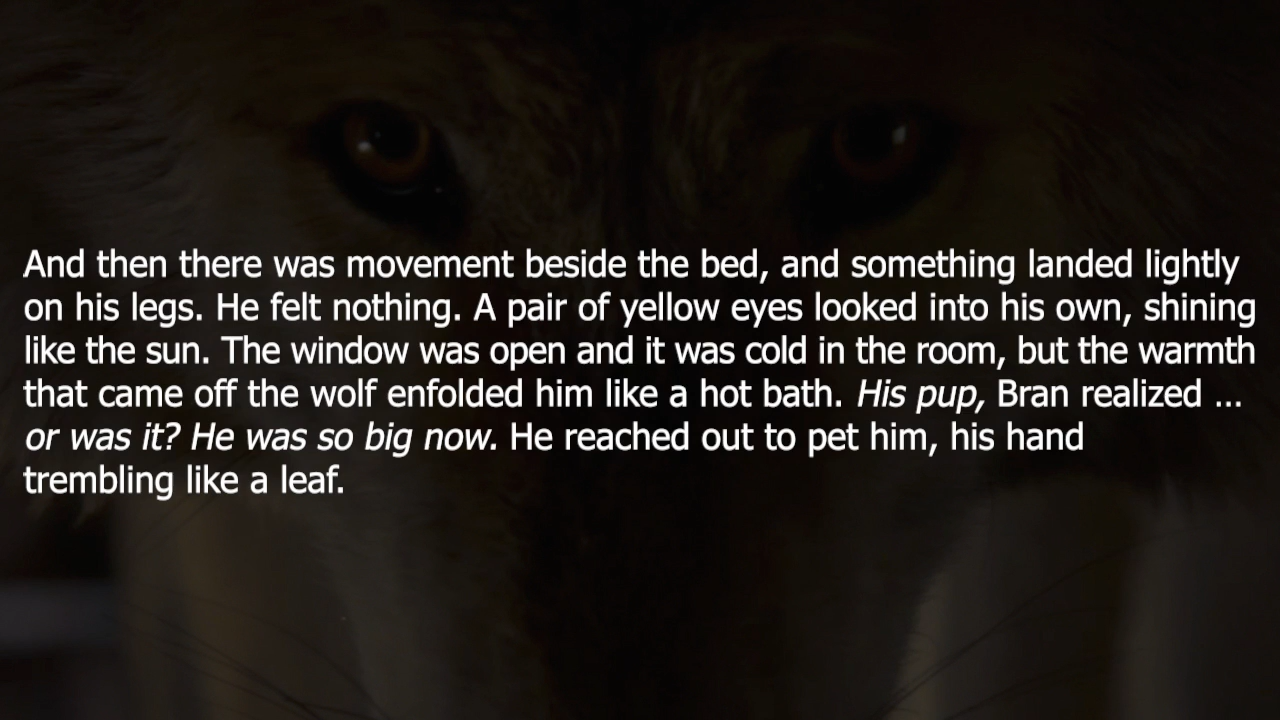 And then there was movement beside the bed, and something landed lightly
on his legs. He felt nothing. A pair of yellow eyes looked into his own, shining
like the sun. The window was open and it was cold in the room, but the warmth
that came off the wolf enfolded him like a hot bath. His pup, Bran realized …
or was it? He was so big now. He reached out to pet him, his hand
trembling like a leaf.